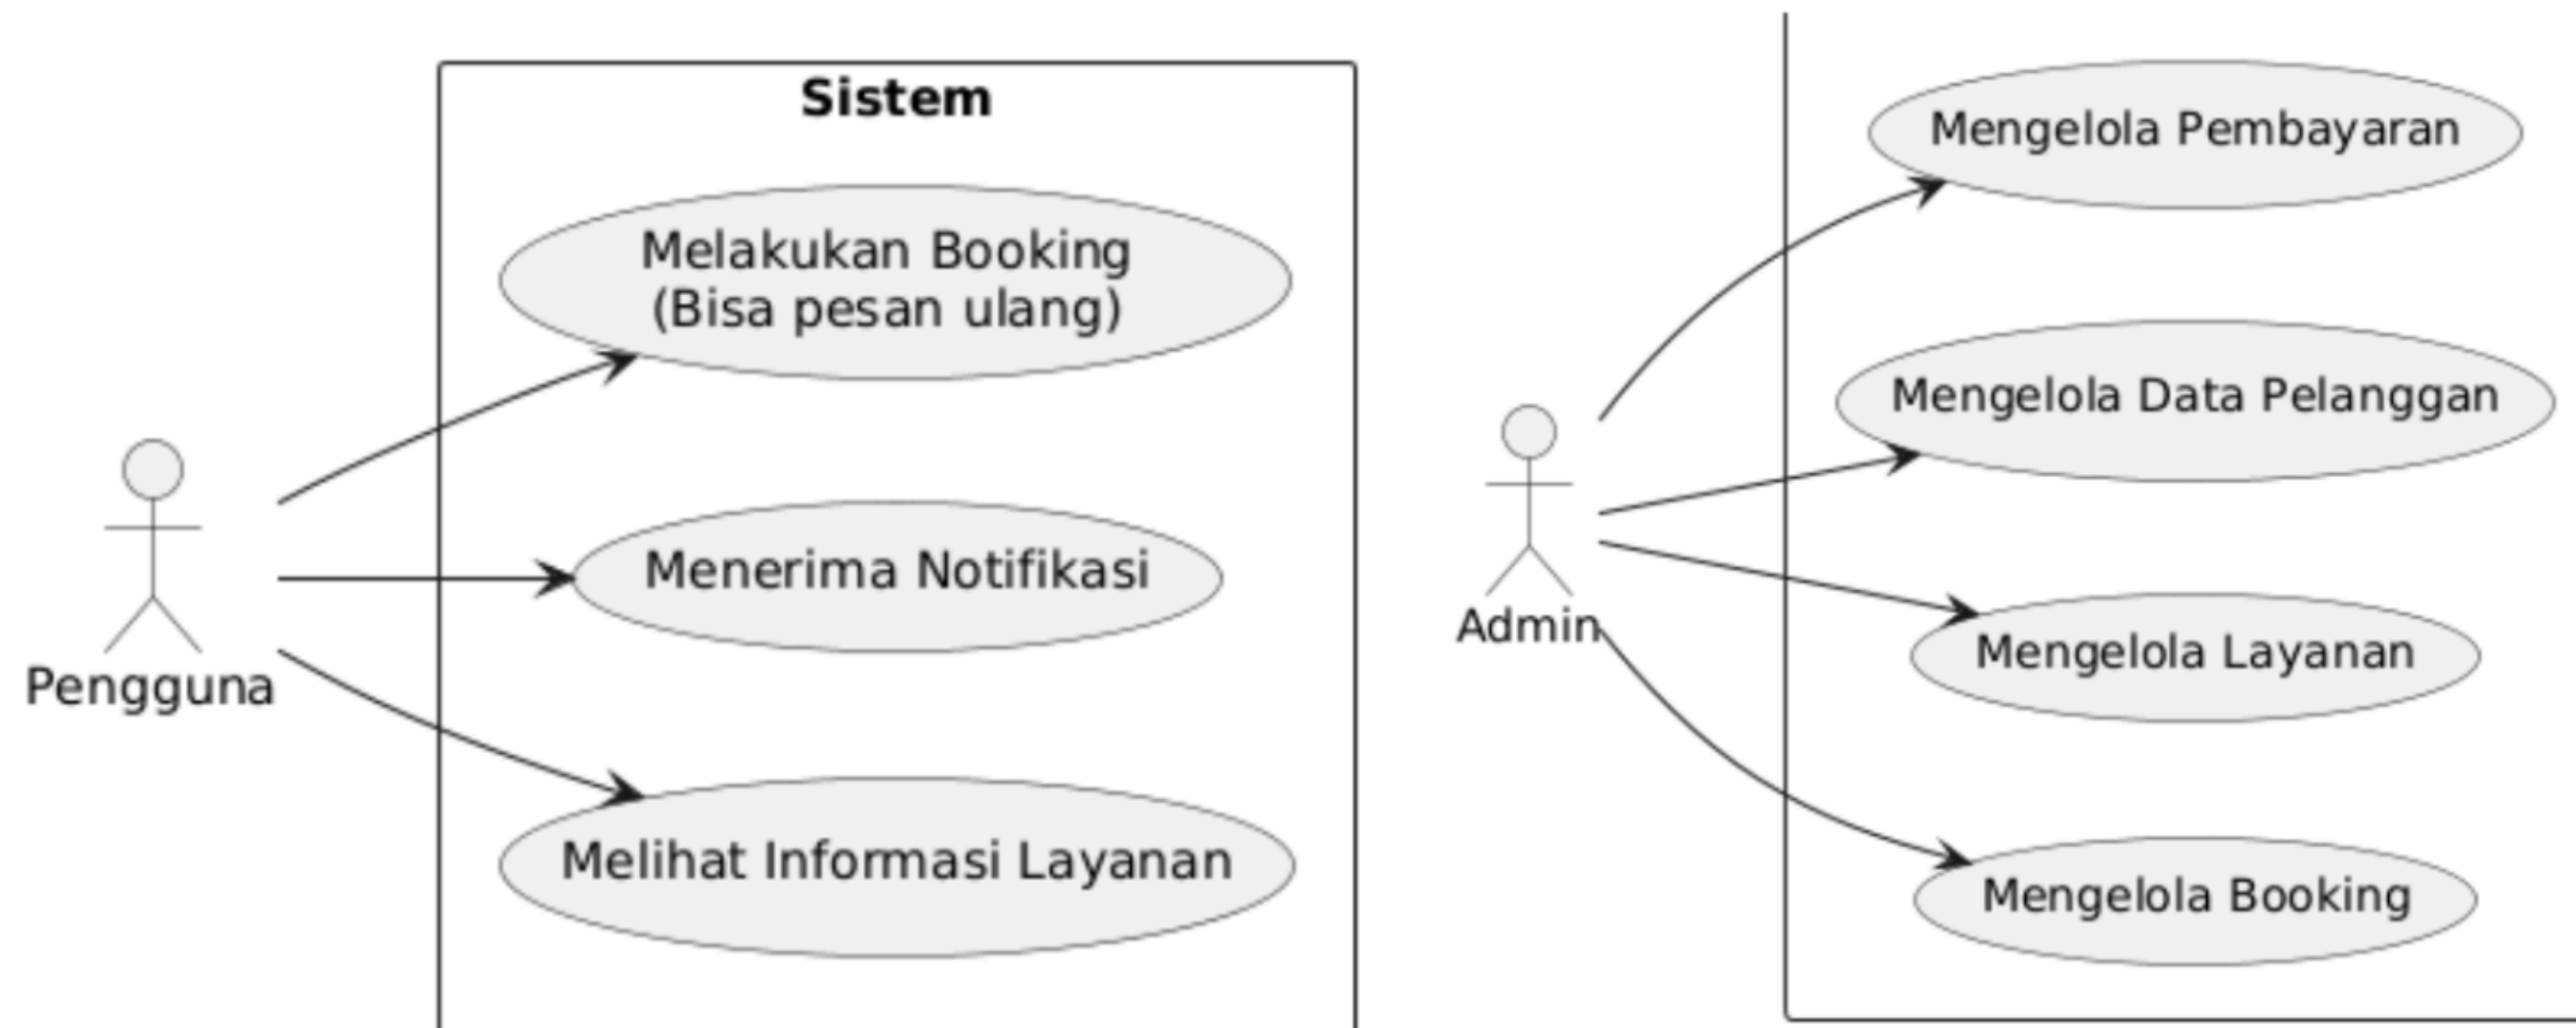 Sistem
Melakukan Booking
(Bisa pesan ulang)
Menerima Notifikasi
Pengguna
Melihat Informasi Layanan
Mengelola Pembayaran
Mengelola Data Pelanggan
Admin
Mengelola Layanan
Mengelola Booking